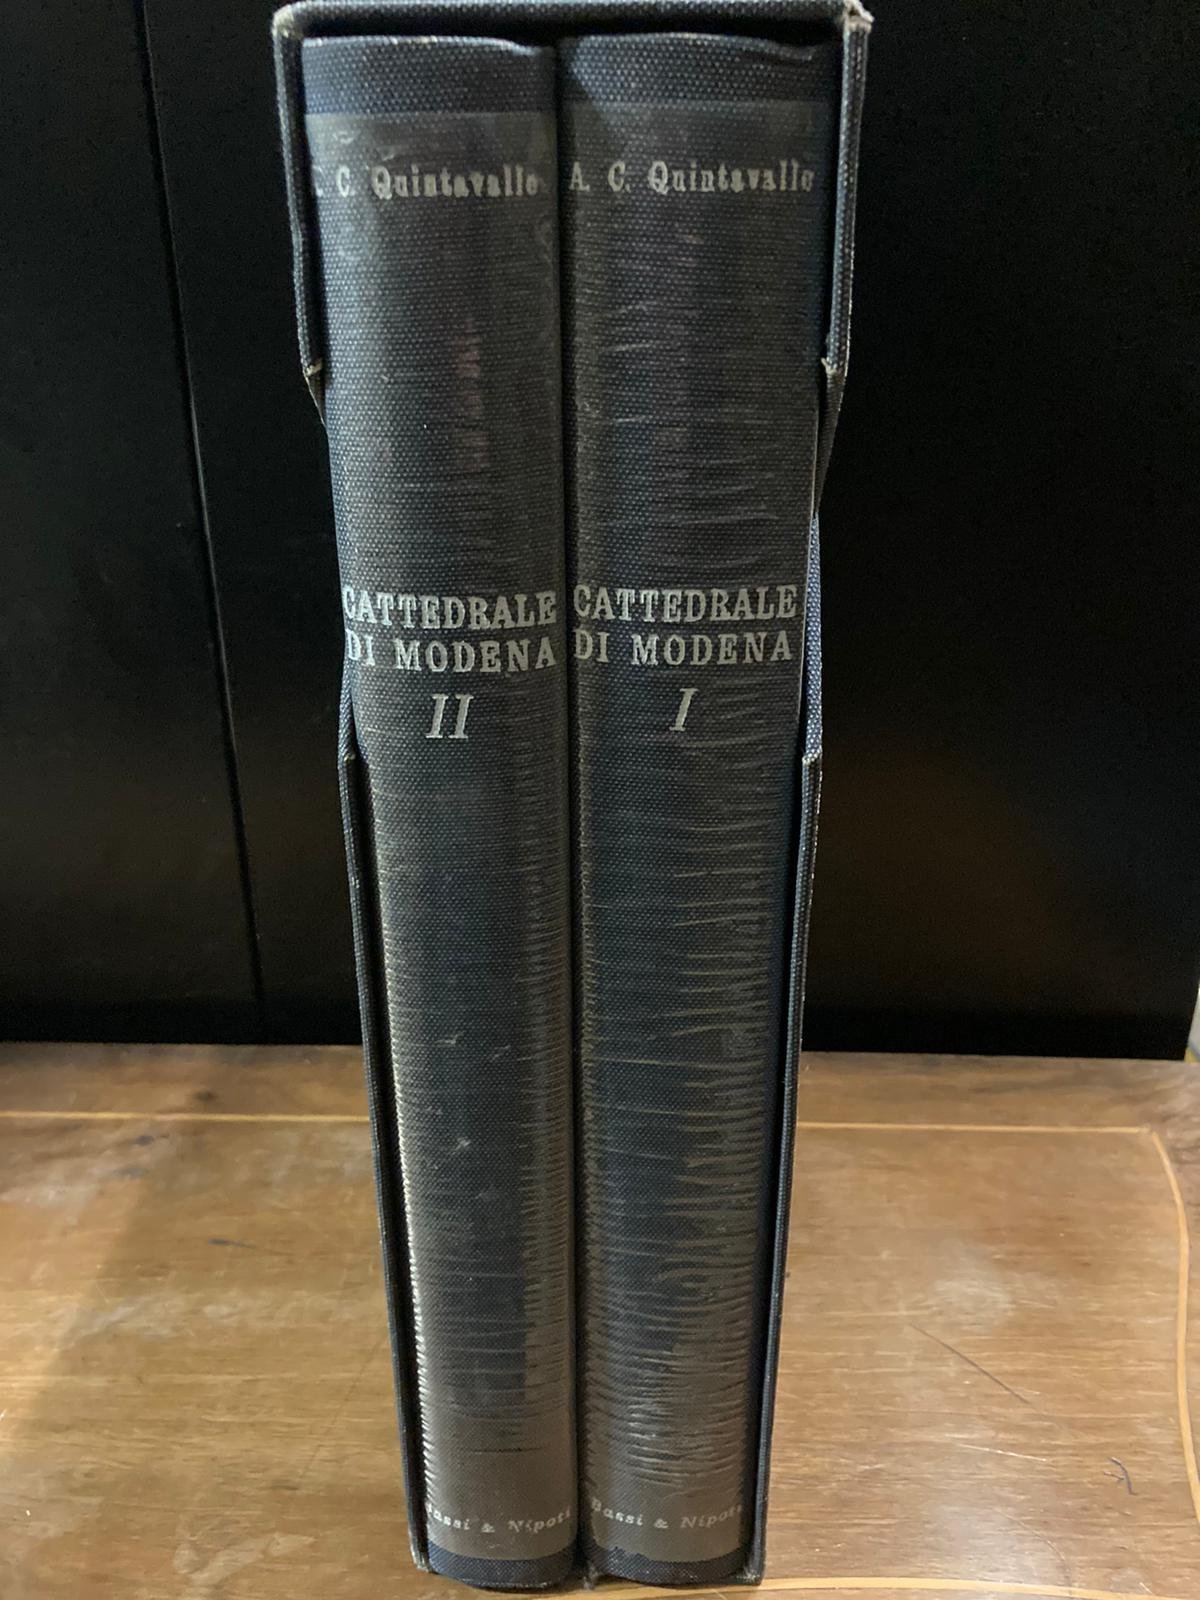 C. Quintavalle
CATTEDRALE
DI MODENA
II
Bassi & Nipoti
A. C. Quintavalle
CATTEDRALE
DI MODENA
I
Bassi & Nipoti